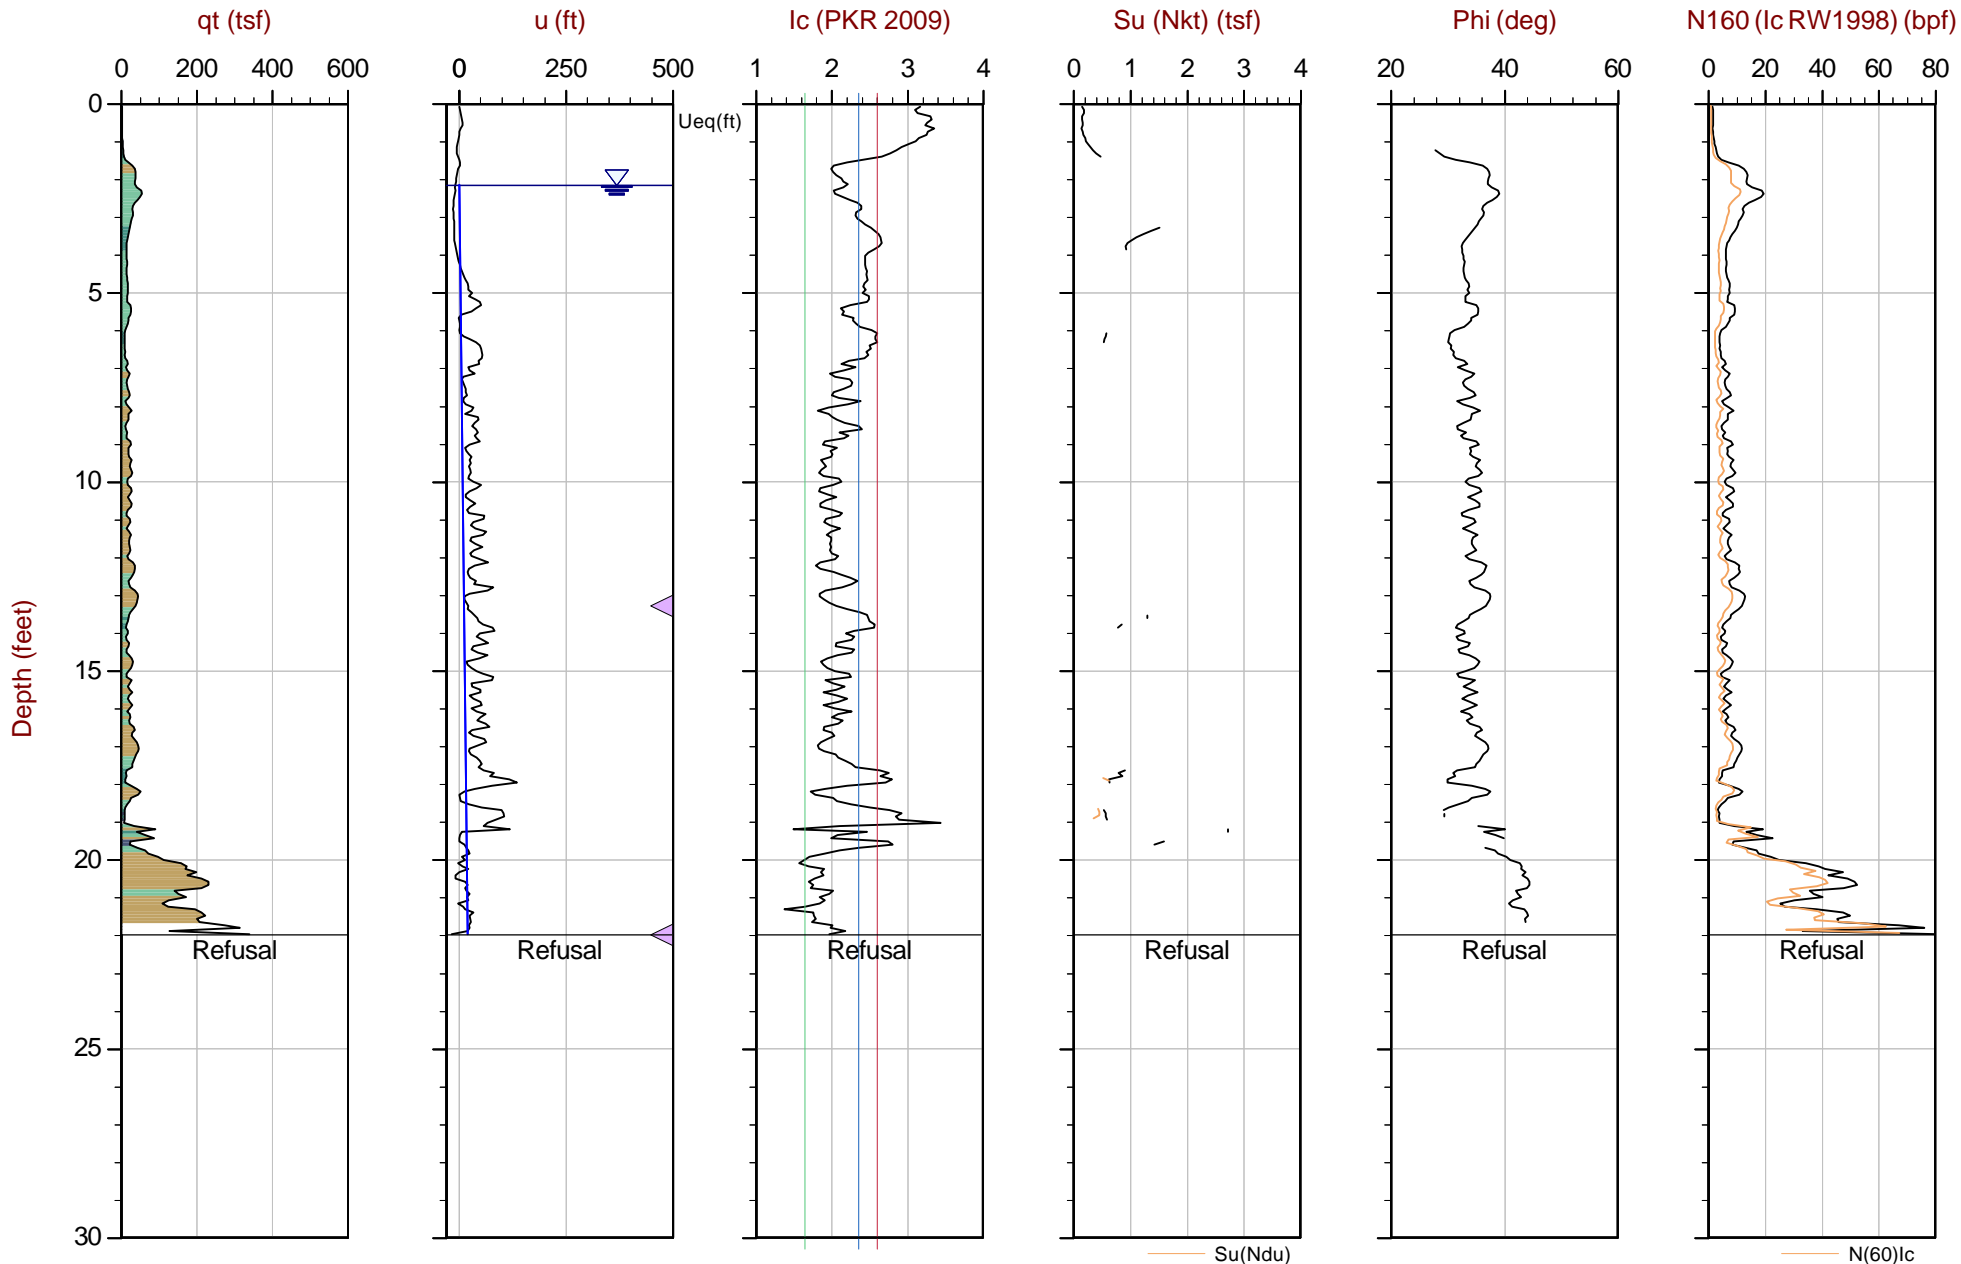 qt (tsf) u (ft) Ic (PKR 2009) Su (Nkt) (tsf) Phi (deg) N160 (Ic RW1998) (bpf)
0 200 400 600 0 250 500 1 2 3 4 0 1 2 3 4 20 40 60 0 20 40 60 80
0
Ueq(ft)
5
10
15
Depth (feet)
20
Refusal Refusal Refusal Refusal Refusal Refusal
25
30
Su(Ndu) N(60)Ic